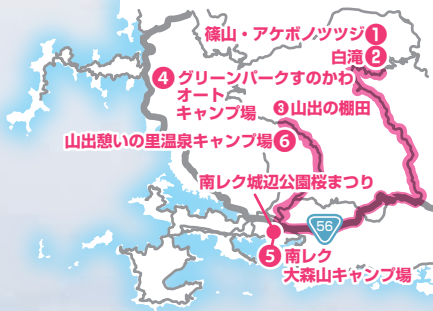 篠山・アケボノツツジ1
白滝2
4グリーンパークすのかわ
オート
キャンプ場
3山出の棚田
山出憩いの里温泉キャンプ場6
南レク城辺公園桜まつり
56
5南レク
大森山キャンプ場